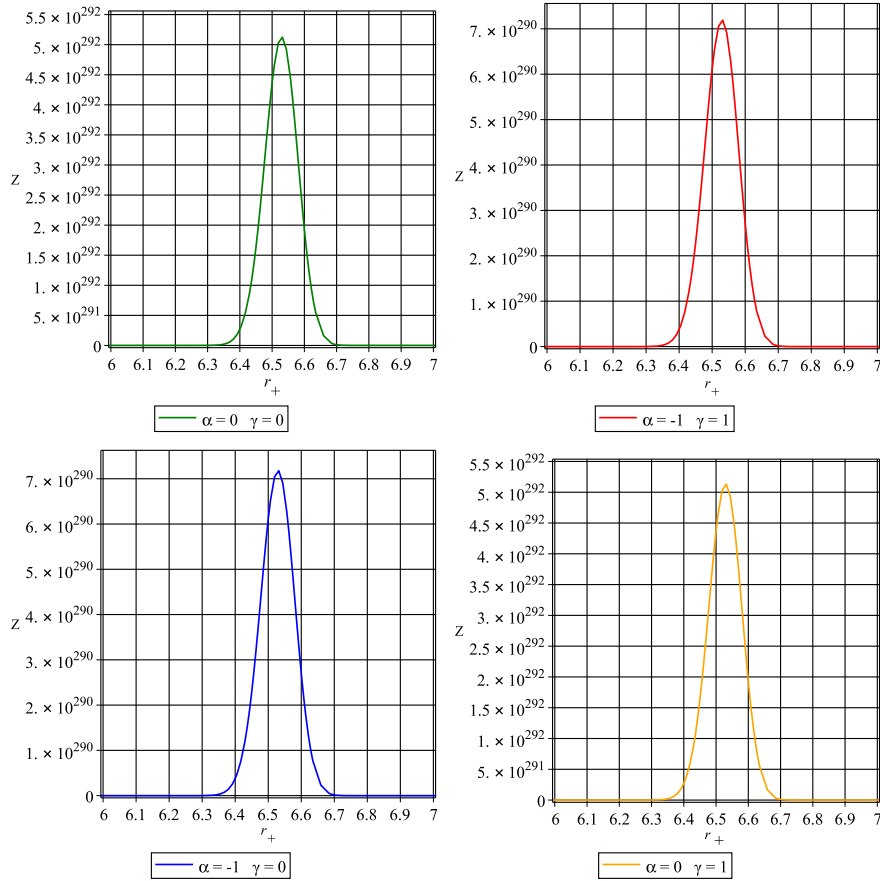 5.5 × 10^292
5. × 10^292
4.5 × 10^292
4. × 10^292
3.5 × 10^292
3. × 10^292
2.5 × 10^292
2. × 10^292
1.5 × 10^292
1. × 10^292
5. × 10^291
0
Z
6 6.1 6.2 6.3 6.4 6.5 6.6 6.7 6.8 6.9 7
r_+
α = 0 γ = 0
7. × 10^290
6. × 10^290
5. × 10^290
4. × 10^290
3. × 10^290
2. × 10^290
1. × 10^290
0
Z
6 6.1 6.2 6.3 6.4 6.5 6.6 6.7 6.8 6.9 7
r_+
α = -1 γ = 1
7. × 10^290
6. × 10^290
5. × 10^290
4. × 10^290
3. × 10^290
2. × 10^290
1. × 10^290
0
Z
6 6.1 6.2 6.3 6.4 6.5 6.6 6.7 6.8 6.9 7
r_+
α = -1 γ = 0
5.5 × 10^292
5. × 10^292
4.5 × 10^292
4. × 10^292
3.5 × 10^292
3. × 10^292
2.5 × 10^292
2. × 10^292
1.5 × 10^292
1. × 10^292
5. × 10^291
0
Z
6 6.1 6.2 6.3 6.4 6.5 6.6 6.7 6.8 6.9 7
r_+
α = 0 γ = 1